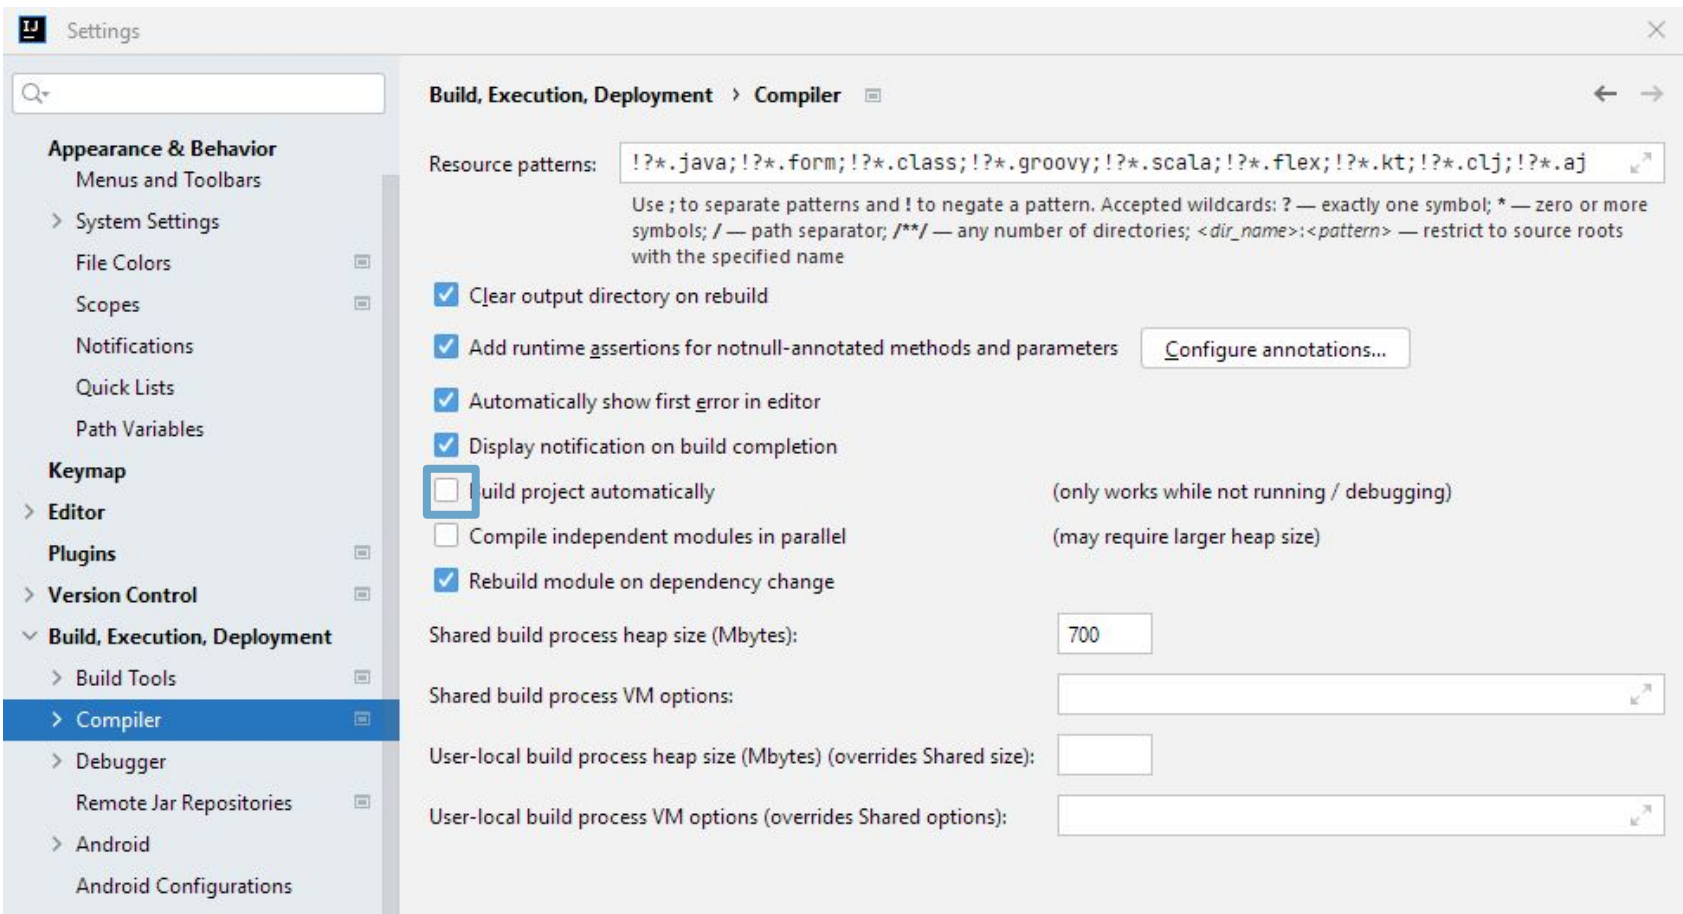 IJ
Settings
Appearance & Behavior
Menus and Toolbars
System Settings
File Colors
Scopes
Notifications
Quick Lists
Path Variables
Keymap
Editor
Plugins
Version Control
Build, Execution, Deployment
Build Tools
Compiler
Debugger
Remote Jar Repositories
Android
Android Configurations
Build, Execution, Deployment › Compiler
Resource patterns: !?*.java;!?*.form;!?*.class;!?*.groovy;!?*.scala;!?*.flex;!?*.kt;!?*.clj;!?*.aj
Use ; to separate patterns and ! to negate a pattern. Accepted wildcards: ? — exactly one symbol; * — zero or more
symbols; / — path separator; /**/ — any number of directories; <dir_name>:<pattern> — restrict to source roots
with the specified name
Clear output directory on rebuild
Add runtime assertions for notnull-annotated methods and parameters Configure annotations...
Automatically show first error in editor
Display notification on build completion
Build project automatically (only works while not running / debugging)
Compile independent modules in parallel (may require larger heap size)
Rebuild module on dependency change
Shared build process heap size (Mbytes): 700
Shared build process VM options:
User-local build process heap size (Mbytes) (overrides Shared size):
User-local build process VM options (overrides Shared options):